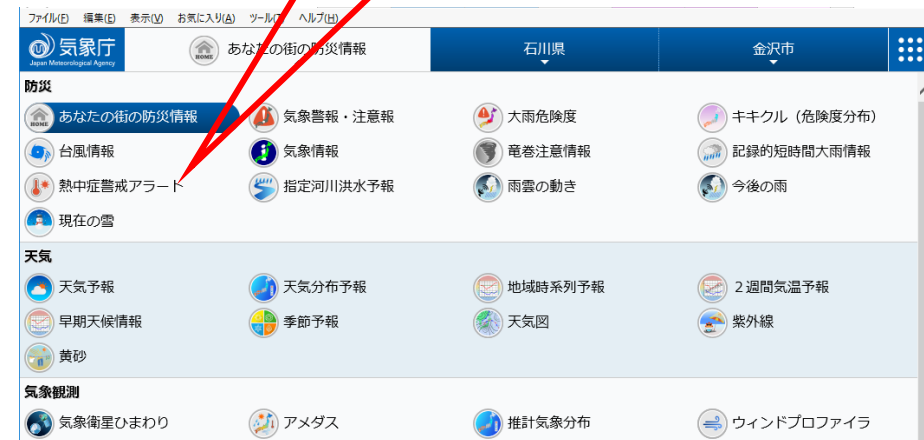 ファイル(F) 編集(E) 表示(V) お気に入り(A) ツール(T) ヘルプ(H)
気象庁 HOME あなたの街の防災情報 石川県 金沢市
Japan Meteorological Agency
防災
HOME あなたの街の防災情報 気象警報・注意報 大雨危険度 キキクル（危険度分布）
台風情報 気象情報 竜巻注意情報 記録的短時間大雨情報
熱中症警戒アラート 指定河川洪水予報 雨雲の動き 今後の雨
現在の雪
天気
天気予報 天気分布予報 地域時系列予報 ２週間気温予報
早期天候情報 季節予報 天気図 紫外線
黄砂
気象観測
気象衛星ひまわり アメダス 推計気象分布 ウィンドプロファイラ